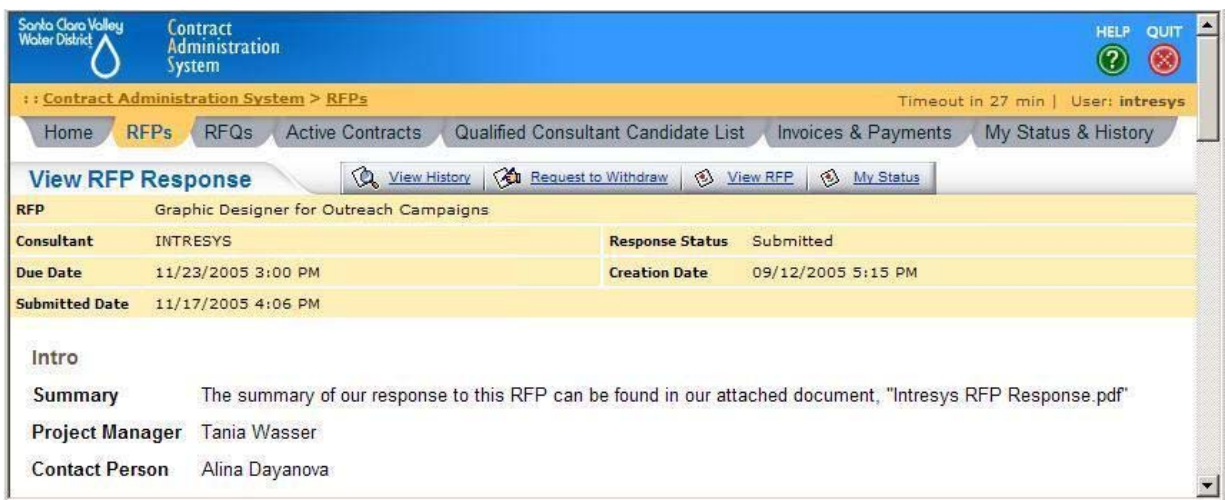 Santa Clara Valley
Water District
Contract
Administration
System
HELP QUIT
:: Contract Administration System > RFPs
Timeout in 27 min | User: intresys
Home RFPs RFQs Active Contracts Qualified Consultant Candidate List Invoices & Payments My Status & History
View RFP Response
View History Request to Withdraw View RFP My Status
RFP Graphic Designer for Outreach Campaigns
Consultant INTRESYS Response Status Submitted
Due Date 11/23/2005 3:00 PM Creation Date 09/12/2005 5:15 PM
Submitted Date 11/17/2005 4:06 PM
Intro
Summary The summary of our response to this RFP can be found in our attached document, "Intresys RFP Response.pdf"
Project Manager Tania Wasser
Contact Person Alina Dayanova